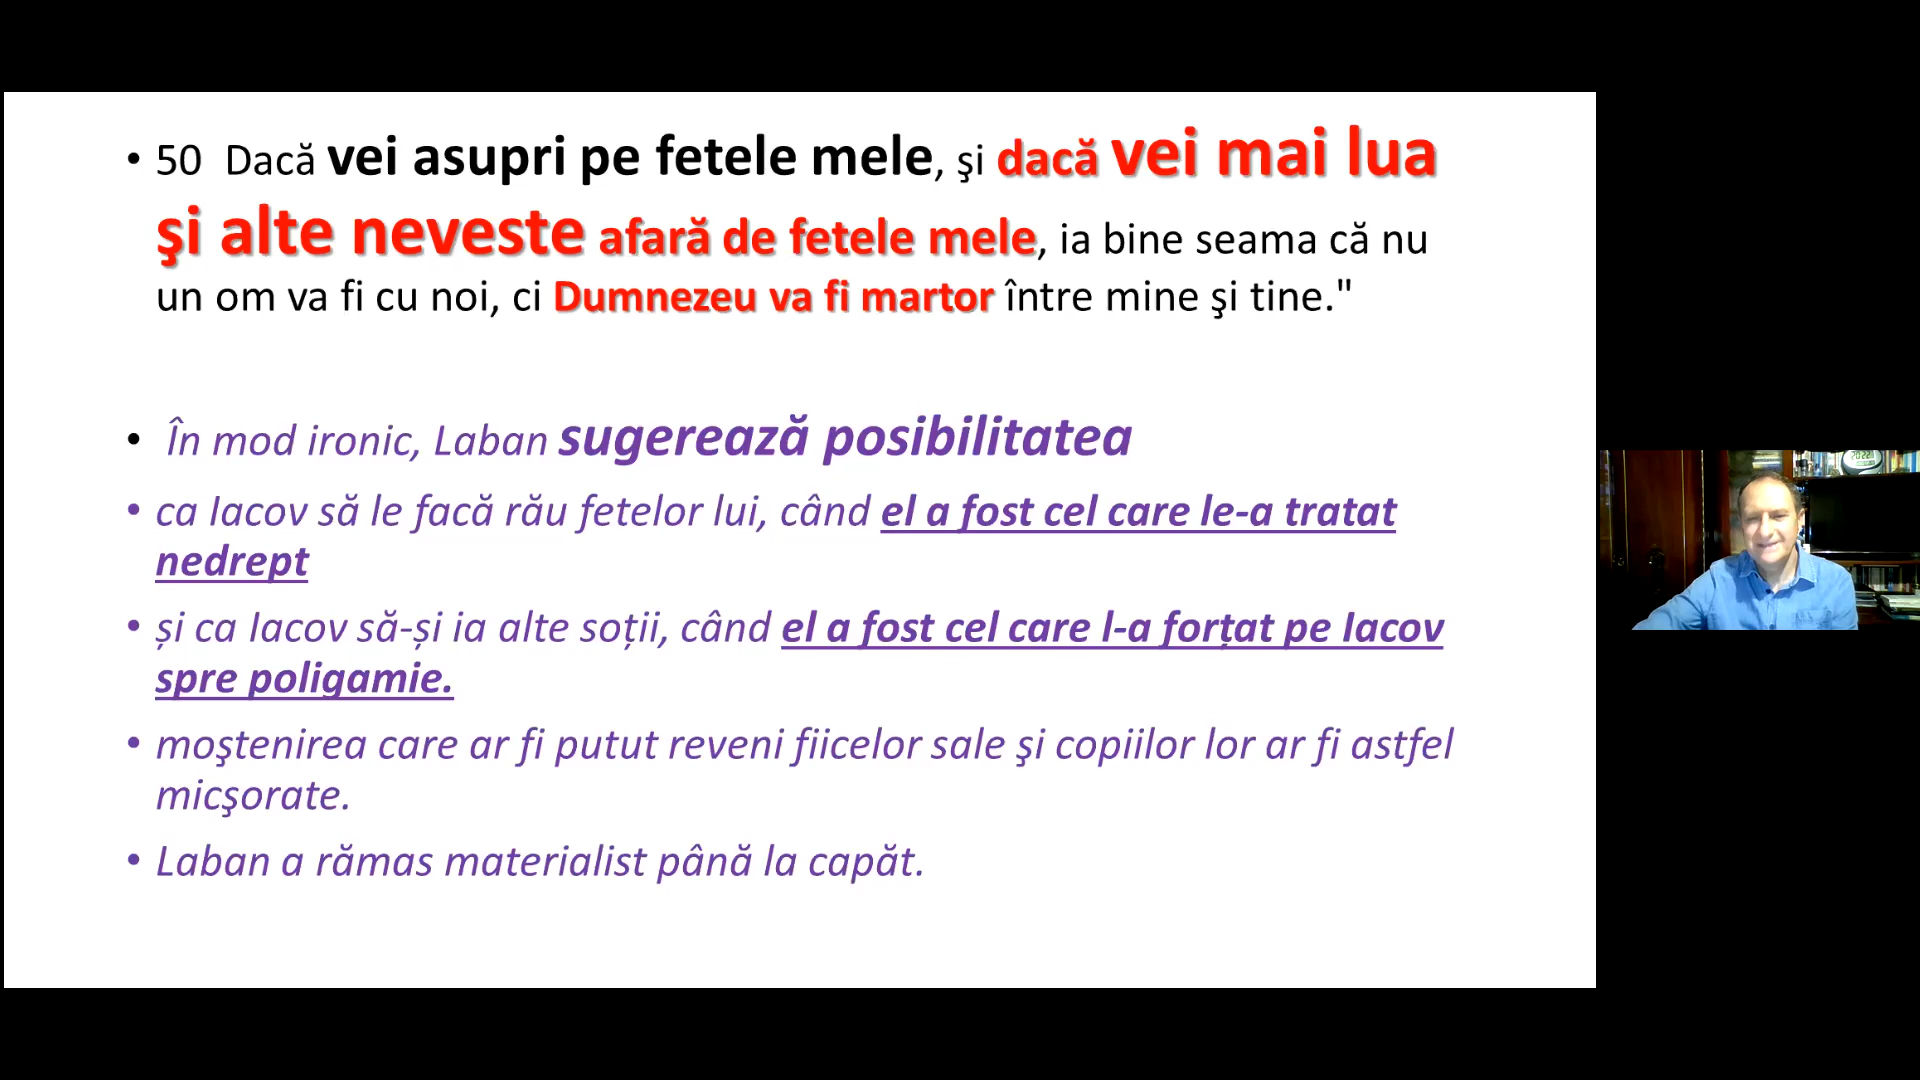 • 50 Dacă vei asupri pe fetele mele, şi dacă vei mai lua
şi alte neveste afară de fetele mele, ia bine seama că nu
un om va fi cu noi, ci Dumnezeu va fi martor între mine şi tine."
• În mod ironic, Laban sugerează posibilitatea
• ca Iacov să le facă rău fetelor lui, când el a fost cel care le-a tratat
nedrept
• și ca Iacov să-și ia alte soții, când el a fost cel care l-a forțat pe Iacov
spre poligamie.
• moştenirea care ar fi putut reveni fiicelor sale şi copiilor lor ar fi astfel
micşorate.
• Laban a rămas materialist până la capăt.